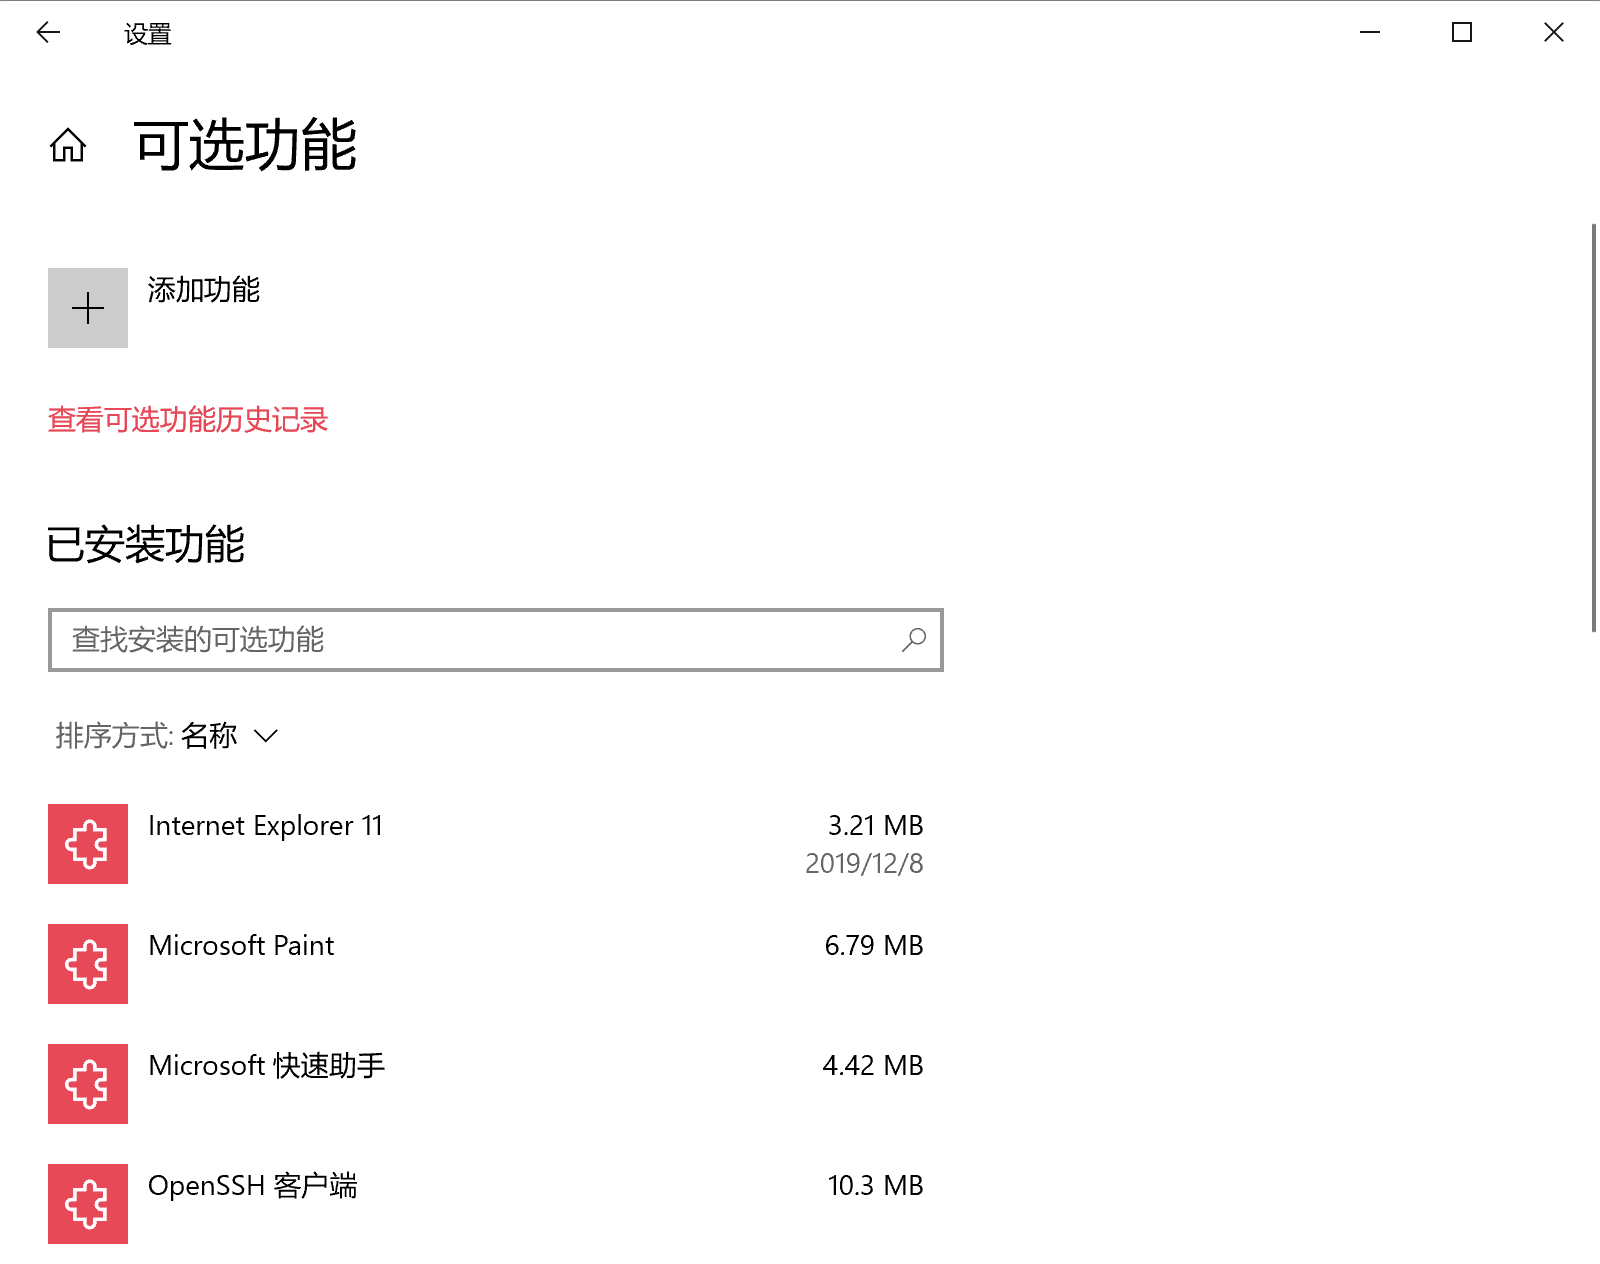 设置
可选功能
添加功能
查看可选功能历史记录
已安装功能
查找安装的可选功能
排序方式: 名称
Internet Explorer 11 3.21 MB
2019/12/8
Microsoft Paint 6.79 MB
Microsoft 快速助手 4.42 MB
OpenSSH 客户端 10.3 MB